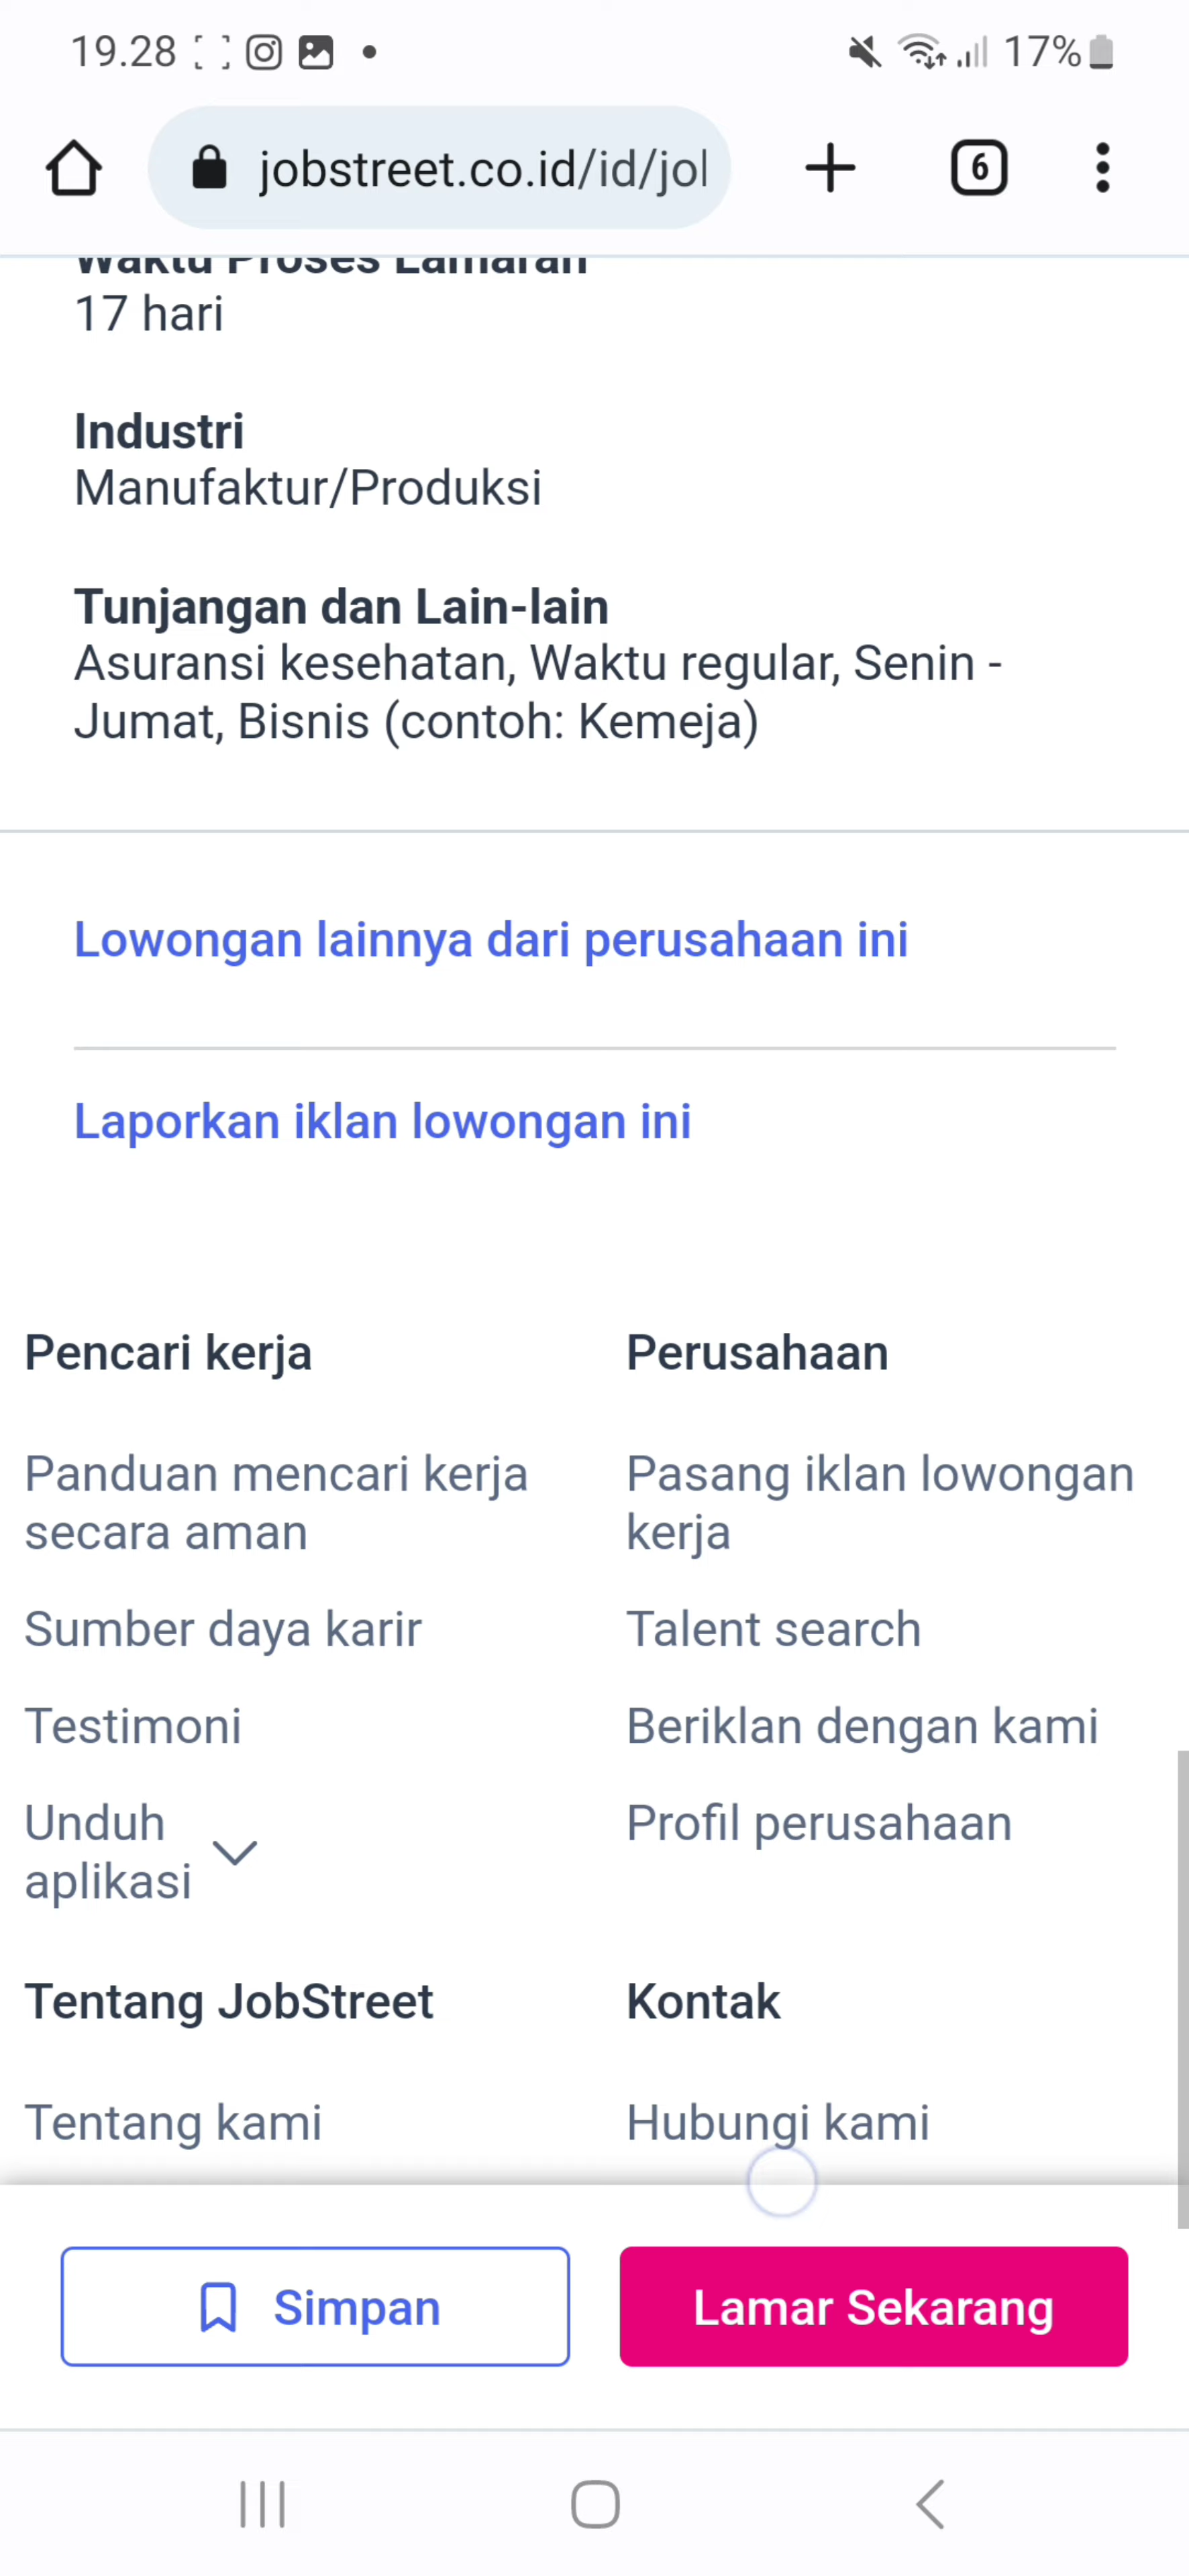 19.28
17%
jobstreet.co.id/id/jol
6
Waktu Proses Lamaran
17 hari
Industri
Manufaktur/Produksi
Tunjangan dan Lain-lain
Asuransi kesehatan, Waktu regular, Senin -
Jumat, Bisnis (contoh: Kemeja)
Lowongan lainnya dari perusahaan ini
Laporkan iklan lowongan ini
Pencari kerja
Panduan mencari kerja
secara aman
Sumber daya karir
Testimoni
Unduh
aplikasi
Perusahaan
Pasang iklan lowongan
kerja
Talent search
Beriklan dengan kami
Profil perusahaan
Tentang JobStreet
Tentang kami
Kontak
Hubungi kami
Simpan
Lamar Sekarang